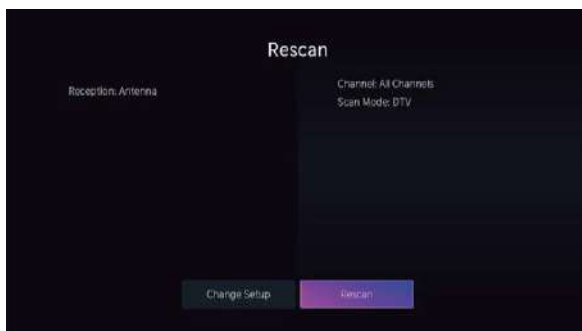 Rescan
Reception: Antenna
Channel: All Channels
Scan Mode: DTV
Change Setup
Rescan